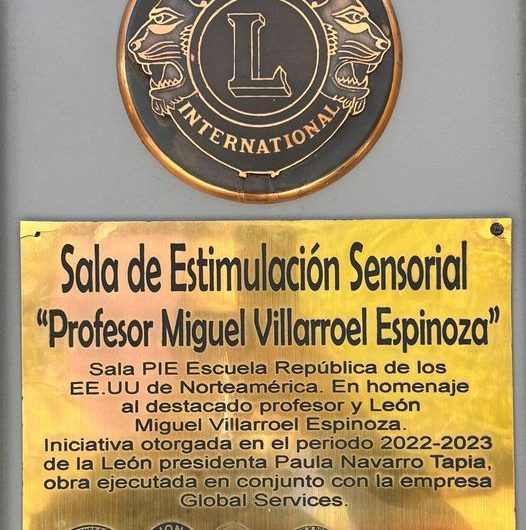 L
INTERNATIONAL
Sala de Estimulación Sensorial
“Profesor Miguel Villarroel Espinoza”
Sala PIE Escuela República de los
EE.UU de Norteamérica. En homenaje
al destacado profesor y León
Miguel Villarroel Espinoza.
Iniciativa otorgada en el periodo 2022-2023
de la León presidenta Paula Navarro Tapia,
obra ejecutada en conjunto con la empresa
Global Services.